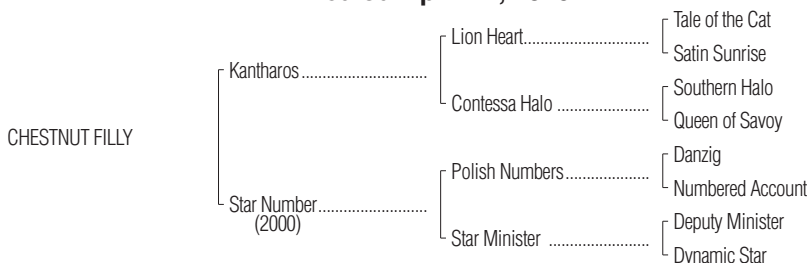 Tale of the Cat
Lion Heart..............................
Satin Sunrise
Kantharos..............................
Southern Halo
Contessa Halo ......................
Queen of Savoy
CHESTNUT FILLY
Danzig
Polish Numbers....................
Numbered Account
Star Number..........................
(2000)
Deputy Minister
Star Minister ........................
Dynamic Star